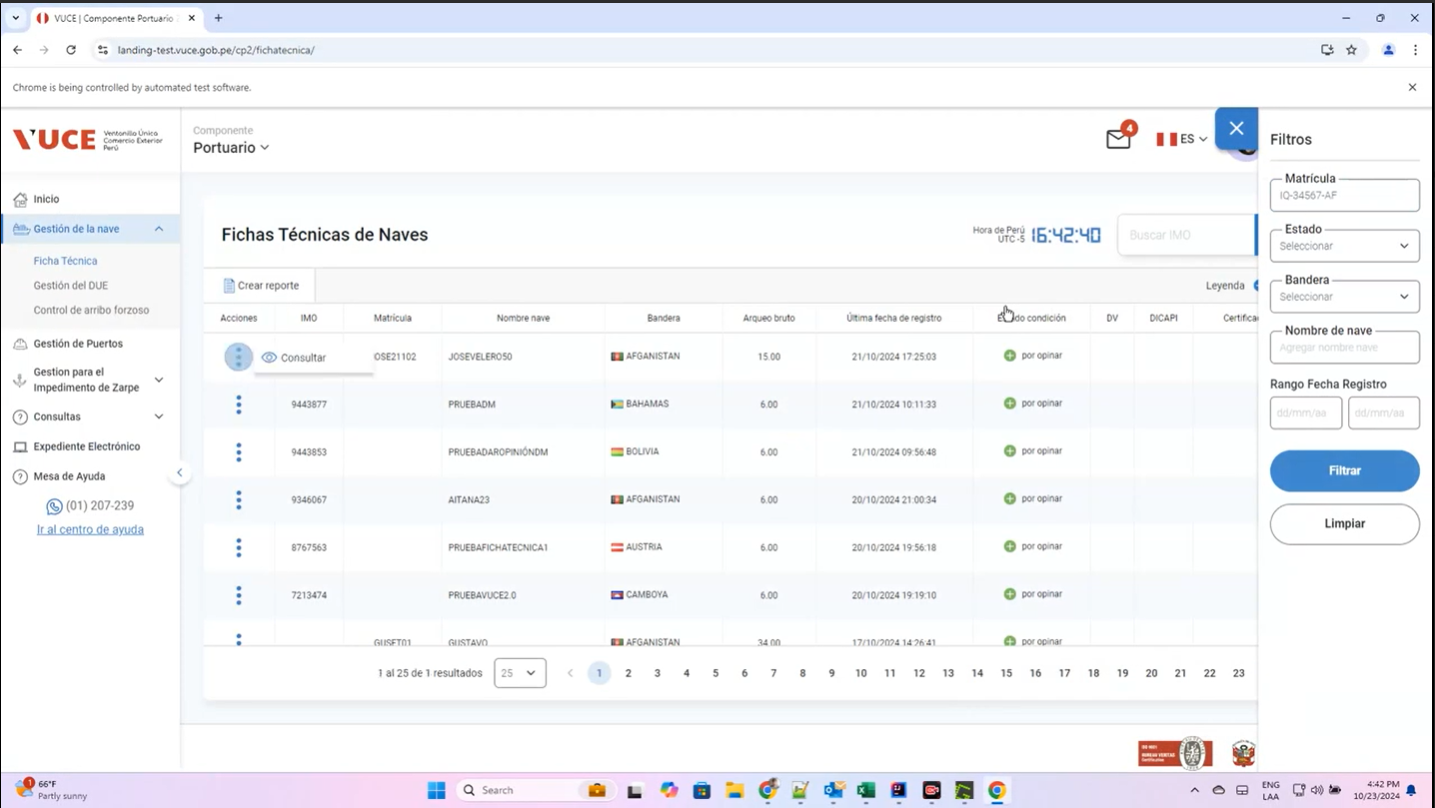 VUCE | Componente Portuario
landing-test.vuce.gob.pe/cp2/fichatecnica/
Chrome is being controlled by automated test software.
VUCE Ventanilla Única
Comercio Exterior
Perú
Componente
Portuario
4
ES
Inicio
Gestión de la nave
Ficha Técnica
Gestión del DUE
Control de arribo forzoso
Gestión de Puertos
Gestion para el
Impedimento de Zarpe
Consultas
Expediente Electrónico
Mesa de Ayuda
(01) 207-239
Ir al centro de ayuda
Fichas Técnicas de Naves
Hora de Perú
UTC -5
16:42:40
Buscar IMO
Crear reporte
Leyenda
Acciones IMO Matrícula Nombre nave Bandera Arqueo bruto Última fecha de registro condición DV DICAPI
Consultar OSE21102 JOSEVELERO50 AFGANISTAN 15.00 21/10/2024 17:25:03 por opinar
9443877 PRUEBADM BAHAMAS 6.00 21/10/2024 10:11:33 por opinar
9443853 PRUEBADAROPINIÓNDM BOLIVIA 6.00 21/10/2024 09:56:48 por opinar
9346067 AITANA23 AFGANISTAN 6.00 20/10/2024 21:00:34 por opinar
8767563 PRUEBAFICHATECNICA1 AUSTRIA 6.00 20/10/2024 19:56:18 por opinar
7213474 PRUEBAVUCE2.0 CAMBOYA 6.00 20/10/2024 19:19:10 por opinar
GUSET01 GUSTAVO AFGANISTAN 34.00 17/10/2024 14:26:41 por opinar
1 al 25 de 1 resultados 25 1 2 3 4 5 6 7 8 9 10 11 12 13 14 15 16 17 18 19 20 21 22 23
Filtros
Matrícula
IQ-34567-AF
Estado
Seleccionar
Bandera
Seleccionar
Nombre de nave
Agregar nombre nave
Rango Fecha Registro
dd/mm/aa dd/mm/aa
Filtrar
Limpiar
1
66°F
Partly sunny
Search
ENG
LAA
4:42 PM
10/23/2024